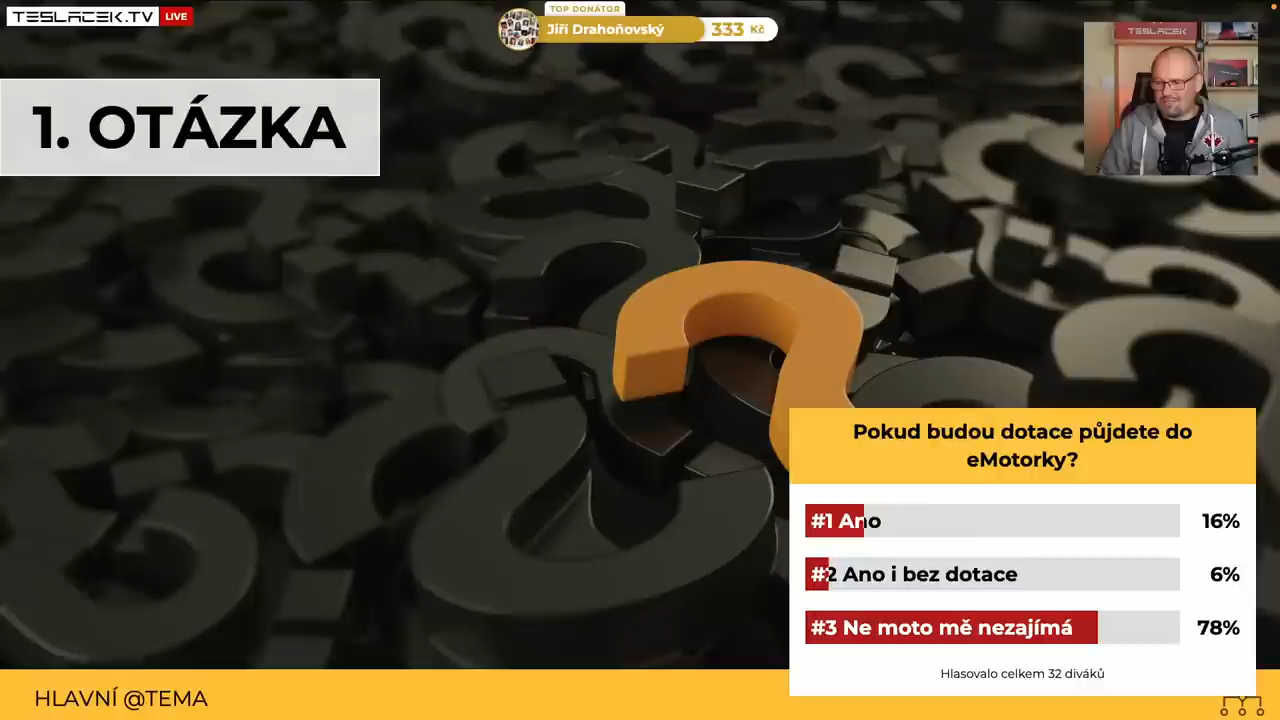 TESLACEK.TV LIVE
TOP DONÁTOR
Jiří Drahoňovský 333 Kč
TESLACEK
1. OTÁZKA
Pokud budou dotace půjdete do
eMotorky?
#1 Ano 16%
#2 Ano i bez dotace 6%
#3 Ne moto mě nezajímá 78%
Hlasovalo celkem 32 diváků
HLAVNÍ @TEMA